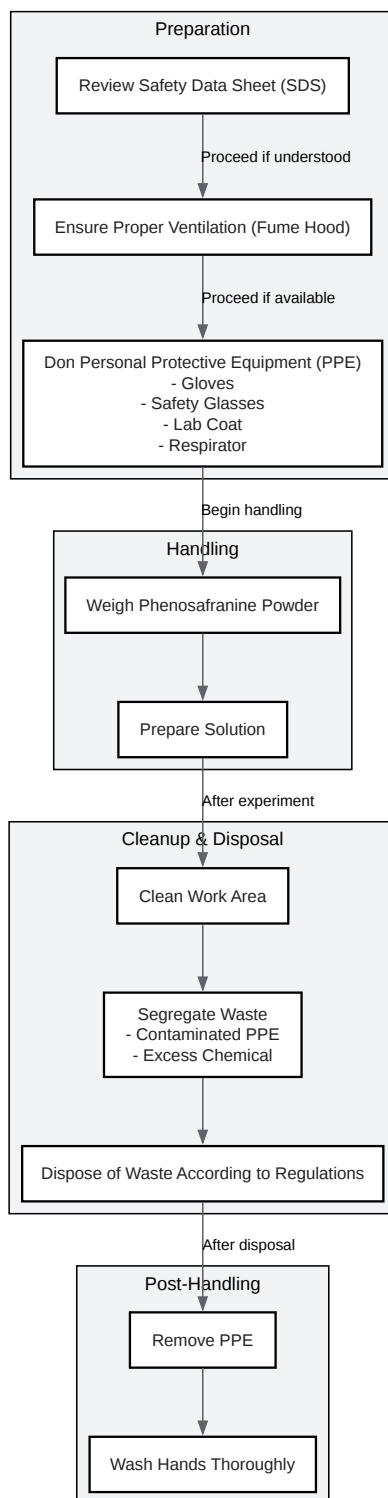 Preparation
Review Safety Data Sheet (SDS)
Proceed if understood
Ensure Proper Ventilation (Fume Hood)
Proceed if available
Don Personal Protective Equipment (PPE)
- Gloves
- Safety Glasses
- Lab Coat
- Respirator
Begin handling
Handling
Weigh Phenosafranine Powder
Prepare Solution
After experiment
Cleanup & Disposal
Clean Work Area
Segregate Waste
- Contaminated PPE
- Excess Chemical
Dispose of Waste According to Regulations
After disposal
Post-Handling
Remove PPE
Wash Hands Thoroughly